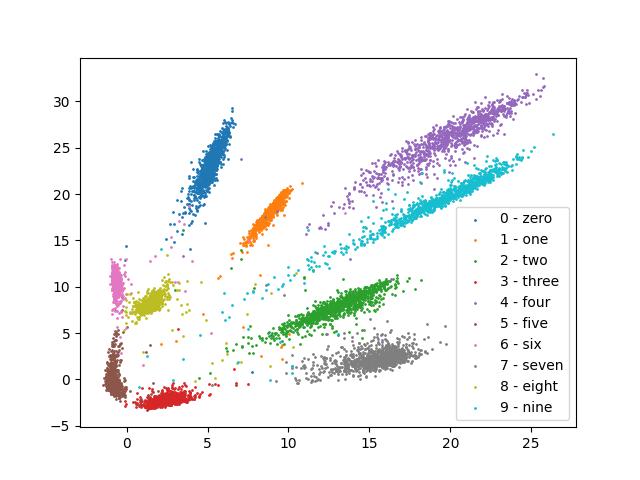 30
25
20
15
10
5
0
−5
0 5 10 15 20 25
0 - zero
1 - one
2 - two
3 - three
4 - four
5 - five
6 - six
7 - seven
8 - eight
9 - nine